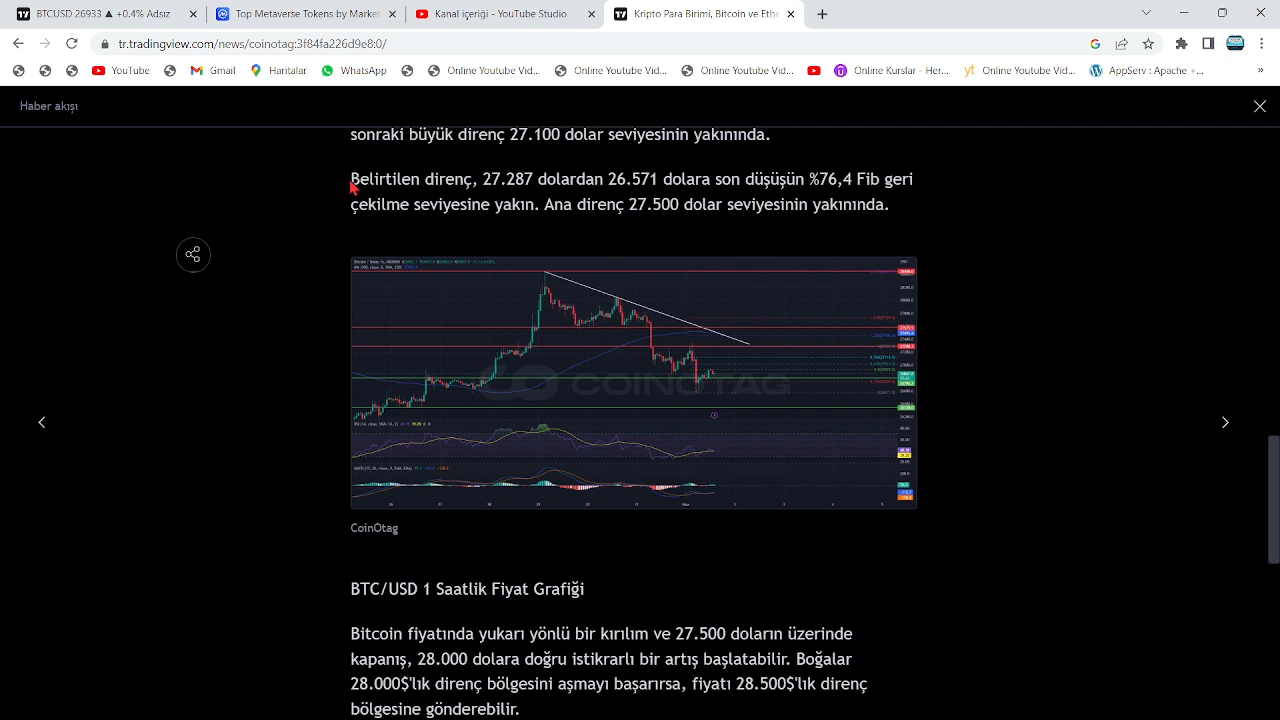 BTCUSD 26933 ▲ +0.4% Adsız
Top Metaverse Tokens by Market
Kanal içeriği - YouTube Studio
Kripto Para Birimi, Bitcoin ve Ethe
tr.tradingview.com/news/coinotag:3f84fa226d9e8:0/
YouTube
Gmail
Haritalar
WhatsApp
Online Youtube Vid...
Online Youtube Vid...
Online Youtube Vid...
Online Kurslar - Her...
Online Youtube Vid...
AppServ : Apache +...
»
Haber akışı
sonraki büyük direnç 27.100 dolar seviyesinin yakınında.
Belirtilen direnç, 27.287 dolardan 26.571 dolara son düşüşün %76,4 Fib geri
çekilme seviyesine yakın. Ana direnç 27.500 dolar seviyesinin yakınında.
COINOTAG
CoinOtag
BTC/USD 1 Saatlik Fiyat Grafiği
Bitcoin fiyatında yukarı yönlü bir kırılım ve 27.500 doların üzerinde
kapanış, 28.000 dolara doğru istikrarlı bir artış başlatabilir. Boğalar
28.000$'lık direnç bölgesini aşmayı başarırsa, fiyatı 28.500$'lık direnç
bölgesine gönderebilir.